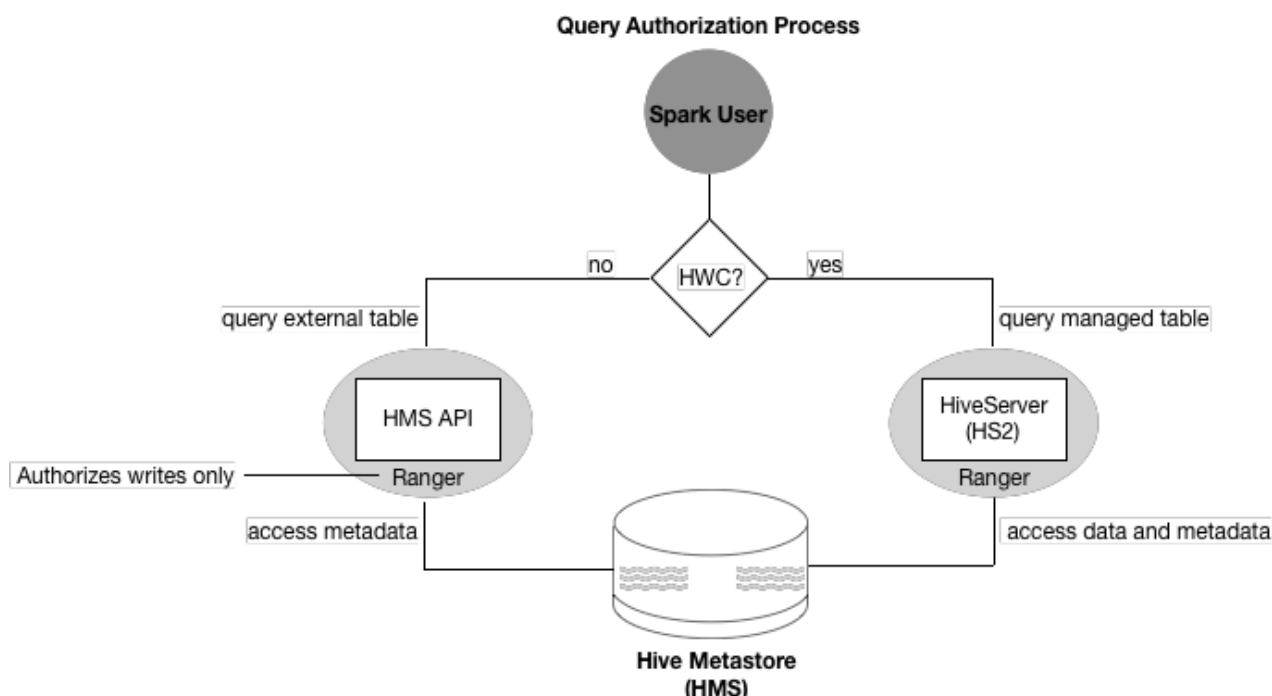 Query Authorization Process
Spark User
no
HWC?
yes
query external table
query managed table
HMS API
HiveServer
(HS2)
Authorizes writes only
Ranger
Ranger
access metadata
access data and metadata
Hive Metastore
(HMS)